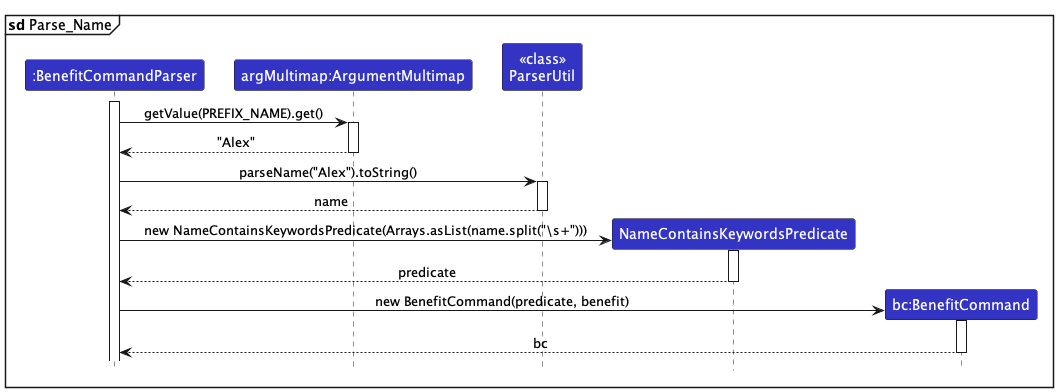 sd Parse_Name
:BenefitCommandParser
argMultimap:ArgumentMultimap
«class»
ParserUtil
getValue(PREFIX_NAME).get()
"Alex"
parseName("Alex").toString()
name
new NameContainsKeywordsPredicate(Arrays.asList(name.split("\s+")))
NameContainsKeywordsPredicate
predicate
new BenefitCommand(predicate, benefit)
bc:BenefitCommand
bc